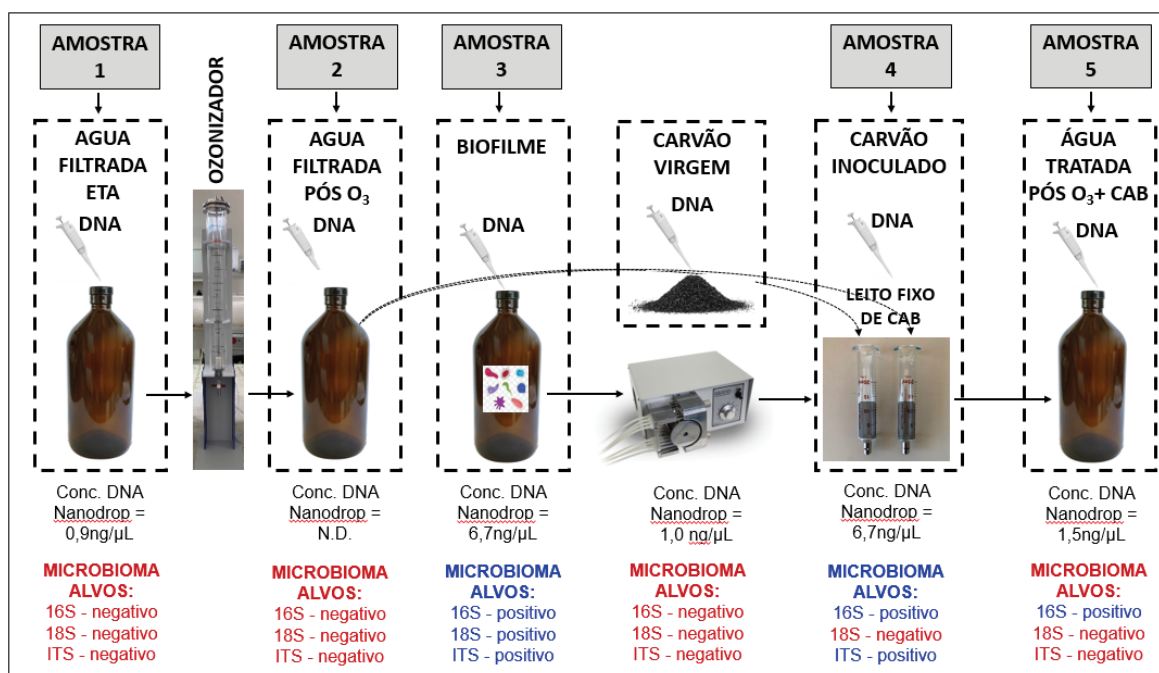 AMOSTRA
1
AGUA
FILTRADA
ETA
DNA
Conc. DNA
Nanodrop =
0,9ng/µL
MICROBIOMA
ALVOS:
16S - negativo
18S - negativo
ITS - negativo
OZONIZADOR
AMOSTRA
2
AGUA
FILTRADA
PÓS O₃
DNA
Conc. DNA
Nanodrop =
N.D.
MICROBIOMA
ALVOS:
16S - negativo
18S - negativo
ITS - negativo
AMOSTRA
3
BIOFILME
DNA
Conc. DNA
Nanodrop =
6,7ng/µL
MICROBIOMA
ALVOS:
16S - positivo
18S - positivo
ITS - positivo
CARVÃO
VIRGEM
DNA
Conc. DNA
Nanodrop =
1,0 ng/µL
MICROBIOMA
ALVOS:
16S - negativo
18S - negativo
ITS - negativo
AMOSTRA
4
CARVÃO
INOCULADO
DNA
LEITO FIXO
DE CAB
Conc. DNA
Nanodrop =
6,7ng/µL
MICROBIOMA
ALVOS:
16S - positivo
18S - negativo
ITS - positivo
AMOSTRA
5
ÁGUA
TRATADA
PÓS O₃+ CAB
DNA
Conc. DNA
Nanodrop =
1,5ng/µL
MICROBIOMA
ALVOS:
16S - positivo
18S - negativo
ITS - negativo